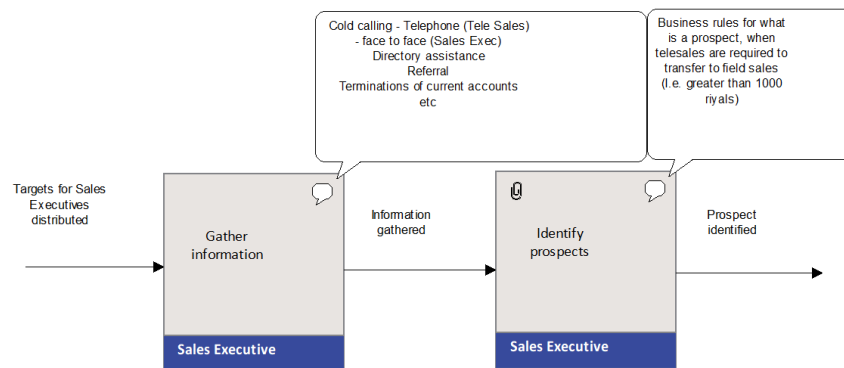 Cold calling - Telephone (Tele Sales)
- face to face (Sales Exec)
Directory assistance
Referral
Terminations of current accounts
etc
Business rules for what
is a prospect, when
telesales are required to
transfer to field sales
(I.e. greater than 1000
riyals)
Targets for Sales
Executives
distributed
Gather
information
Sales Executive
Information
gathered
Identify
prospects
Sales Executive
Prospect
identified